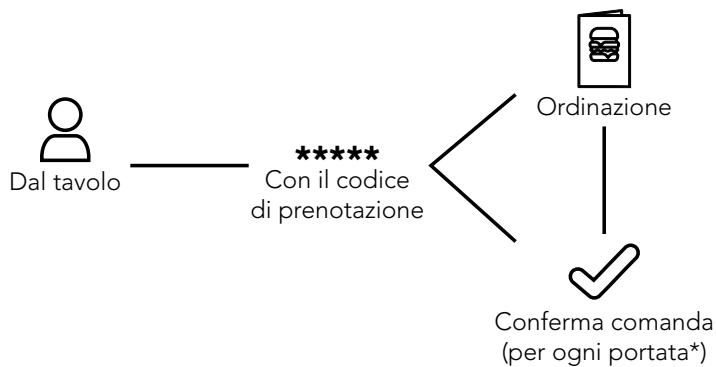 Ordinazione
Dal tavolo
*****
Con il codice
di prenotazione
Conferma comanda
(per ogni portata*)